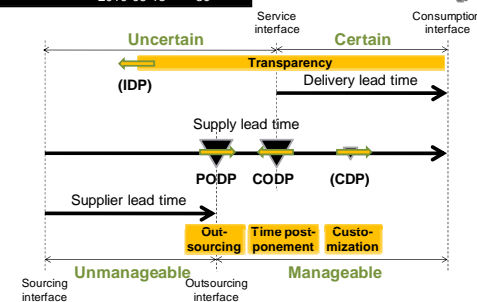 Service
interface
Consumption
interface
Uncertain
Certain
Transparency
(IDP)
Delivery lead time
Supply lead time
PODP
CODP
(CDP)
Supplier lead time
Out-
sourcing
Time post-
ponement
Custo-
mization
Unmanageable
Manageable
Sourcing
interface
Outsourcing
interface